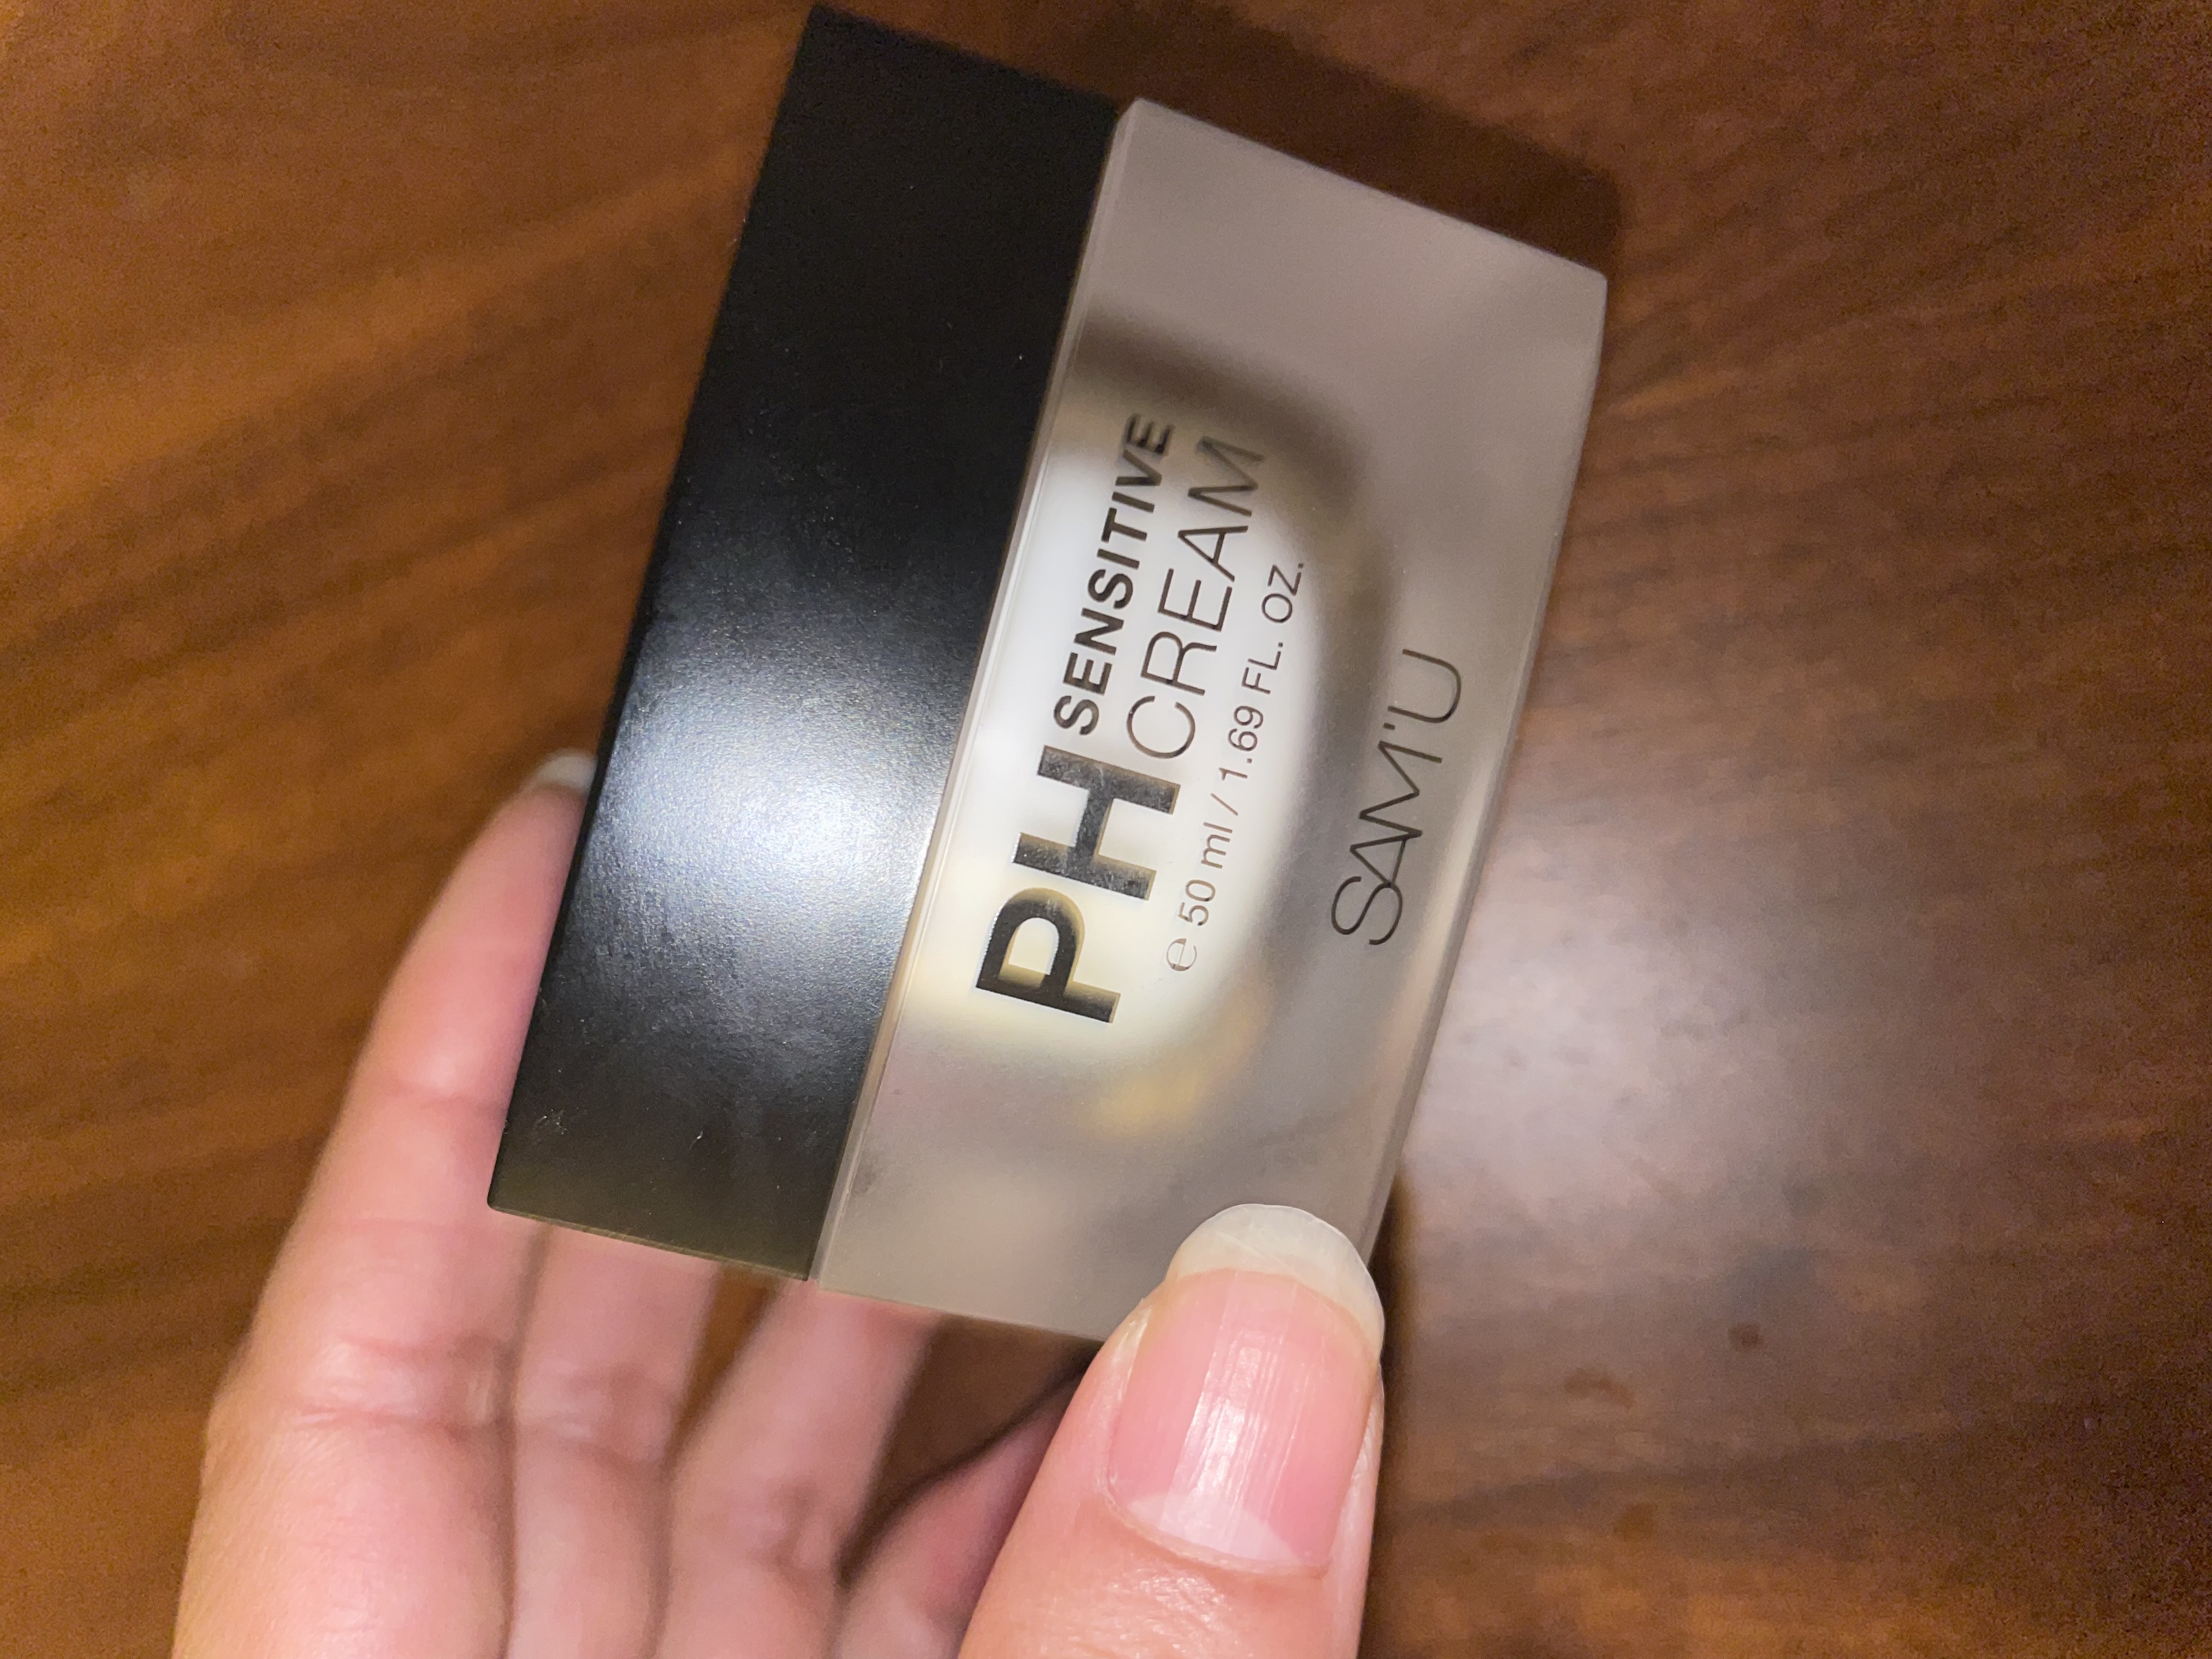 PH SENSITIVE
CREAM
℮ 50 ml / 1.69 FL. OZ.
SAM'U